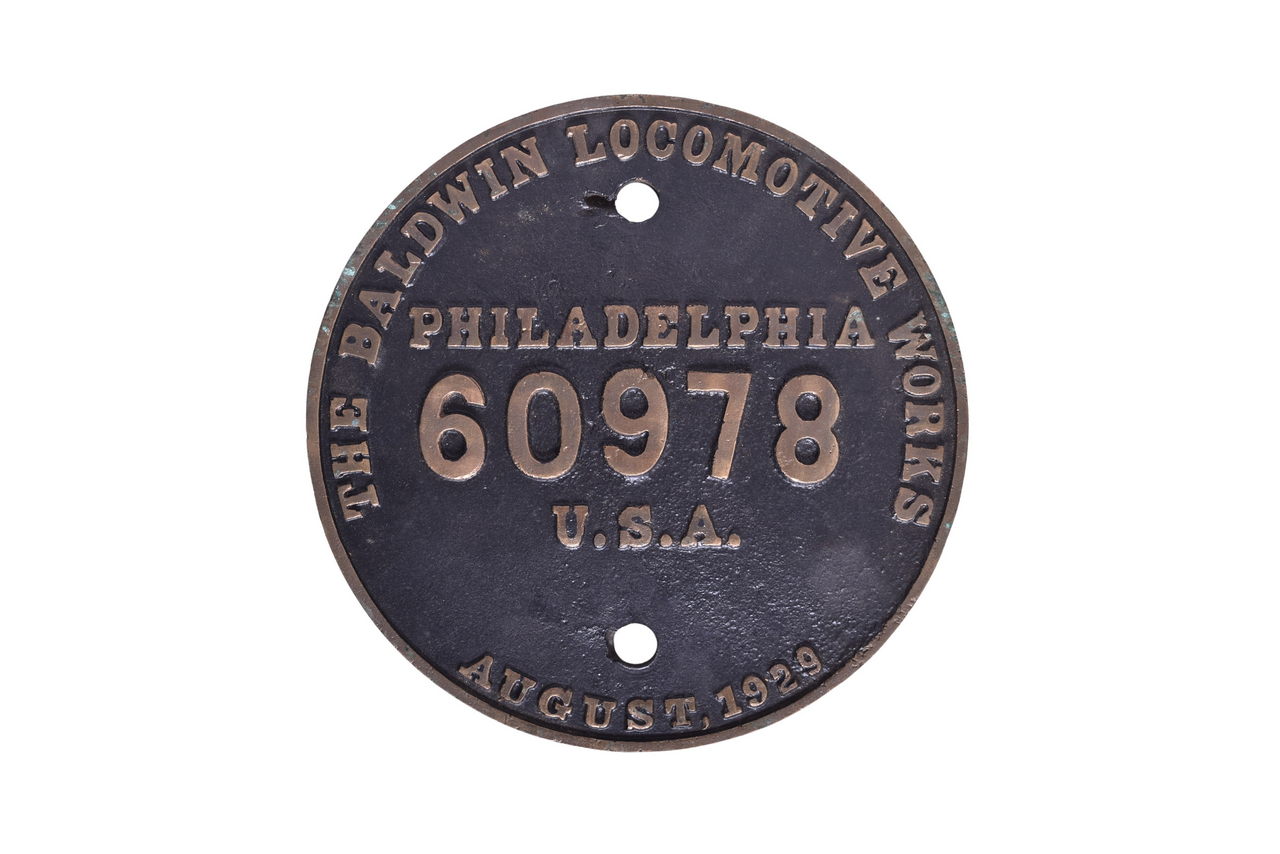 THE BALDWIN LOCOMOTIVE WORKS
PHILADELPHIA
60978
U.S.A.
AUGUST, 1929